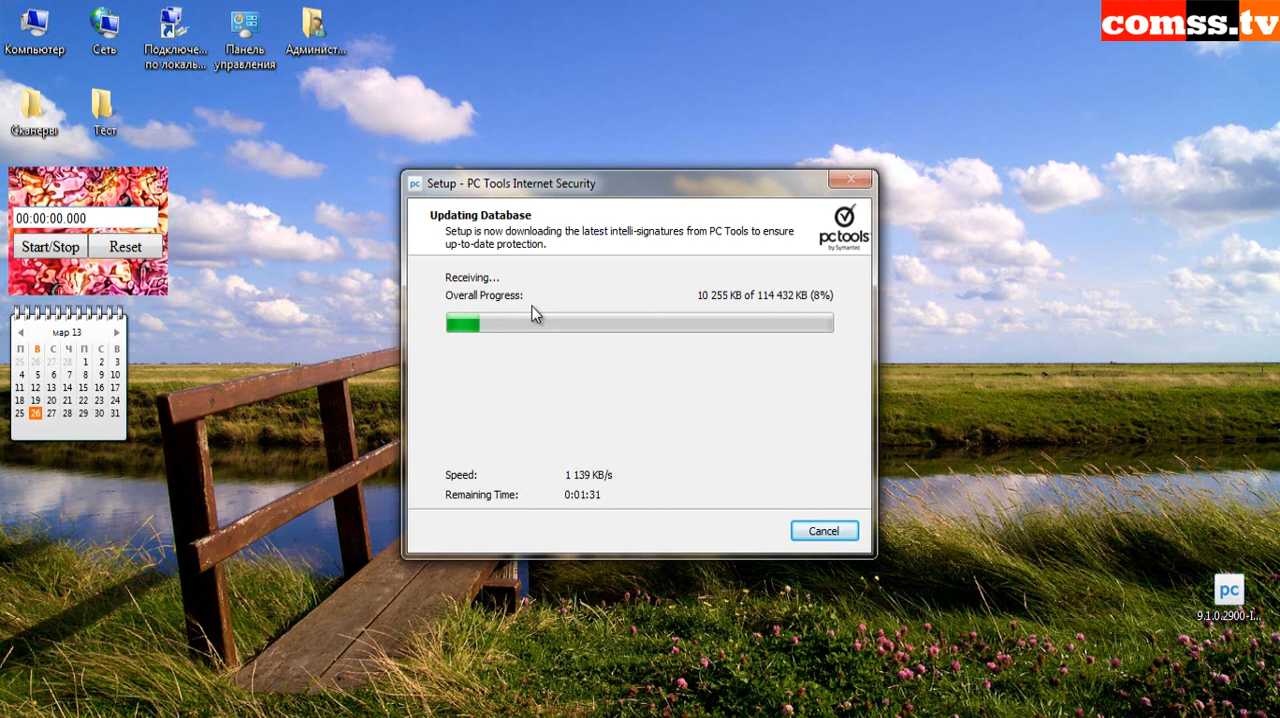 Компьютер
Сеть
Подключе...
по локаль...
Панель
управления
Админист...
comss.tv
Сканеры
Тест
00:00:00.000
Start/Stop
Reset
мар 13
П В С Ч П С В
25 26 27 28 1 2 3
4 5 6 7 8 9 10
11 12 13 14 15 16 17
18 19 20 21 22 23 24
25 26 27 28 29 30 31
pc Setup - PC Tools Internet Security
Updating Database
Setup is now downloading the latest intelli-signatures from PC Tools to ensure
up-to-date protection.
pctools
by Symantec
Receiving...
Overall Progress:
10 255 KB of 114 432 KB (8%)
Speed:
1 139 KB/s
Remaining Time:
0:01:31
Cancel
pc
9.1.0.2900-I...